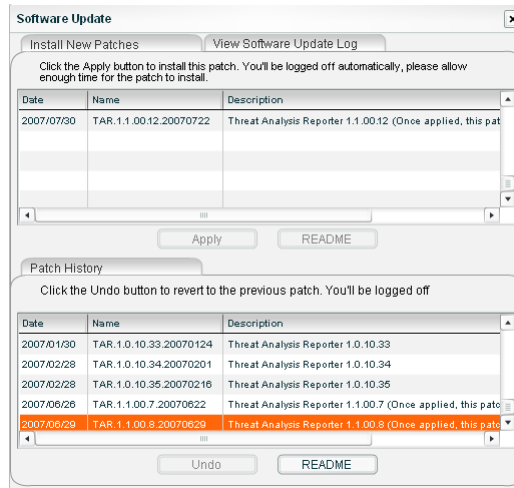 Software Update
Install New Patches
View Software Update Log
Click the Apply button to install this patch. You'll be logged off automatically, please allow
enough time for the patch to install.
Date Name Description
2007/07/30 TAR.1.1.00.12.20070722 Threat Analysis Reporter 1.1.00.12 (Once applied, this pat
Apply README
Patch History
Click the Undo button to revert to the previous patch. You'll be logged off
Date Name Description
2007/01/30 TAR.1.0.10.33.20070124 Threat Analysis Reporter 1.0.10.33
2007/02/28 TAR.1.0.10.34.20070201 Threat Analysis Reporter 1.0.10.34
2007/02/28 TAR.1.0.10.35.20070216 Threat Analysis Reporter 1.0.10.35
2007/06/26 TAR.1.1.00.7.20070622 Threat Analysis Reporter 1.1.00.7 (Once applied, this patc
2007/06/29 TAR.1.1.00.8.20070629 Threat Analysis Reporter 1.1.00.8 (Once applied, this patc
Undo README